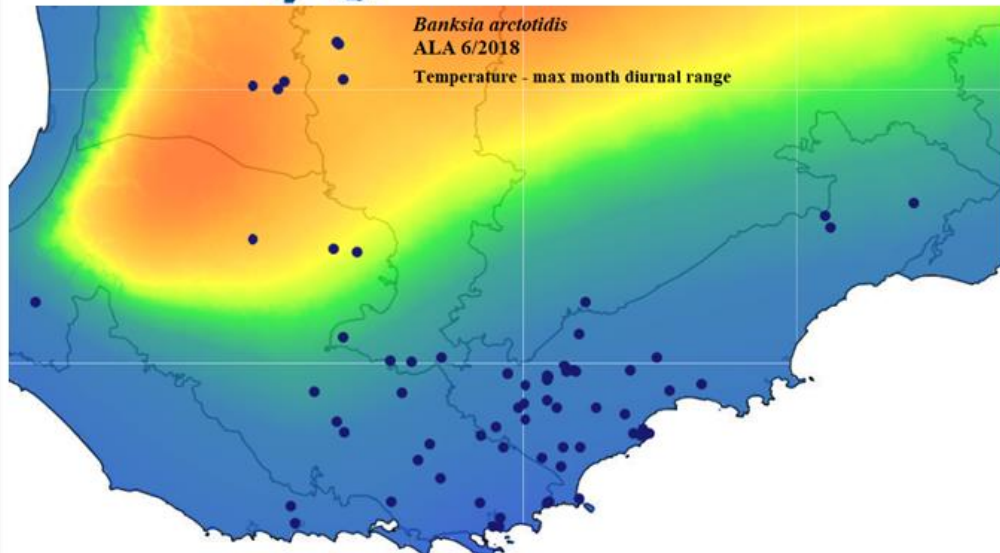 Banksia arctotidis
ALA 6/2018
Temperature - max month diurnal range